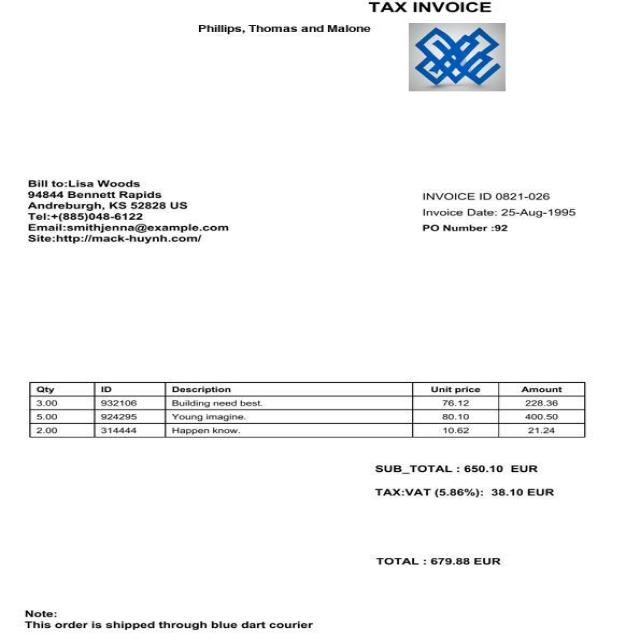 TAX INVOICE
Phillips, Thomas and Malone
Bill to:Lisa Woods
94844 Bennett Rapids
Andreburgh, KS 52828 US
Tel:+(885)048-6122
Email:smithjenna@example.com
Site:http://mack-huynh.com/
INVOICE ID 0821-026
Invoice Date: 25-Aug-1995
PO Number :92
Qty ID Description Unit price Amount
3.00 932106 Building need best. 76.12 228.36
5.00 924295 Young imagine. 80.10 400.50
2.00 314444 Happen know. 10.62 21.24
SUB_TOTAL : 650.10 EUR
TAX:VAT (5.86%): 38.10 EUR
TOTAL : 679.88 EUR
Note:
This order is shipped through blue dart courier